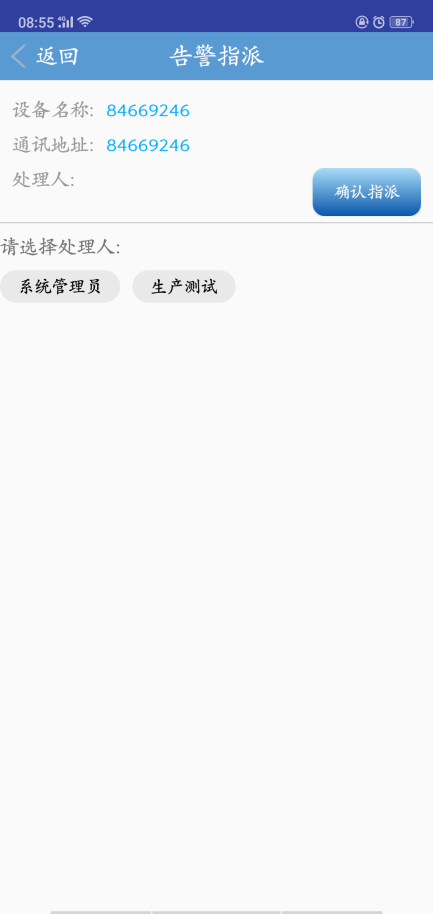 08:55 4G 87
返回 告警指派
设备名称: 84669246
通讯地址: 84669246
处理人:
确认指派
请选择处理人:
系统管理员 生产测试